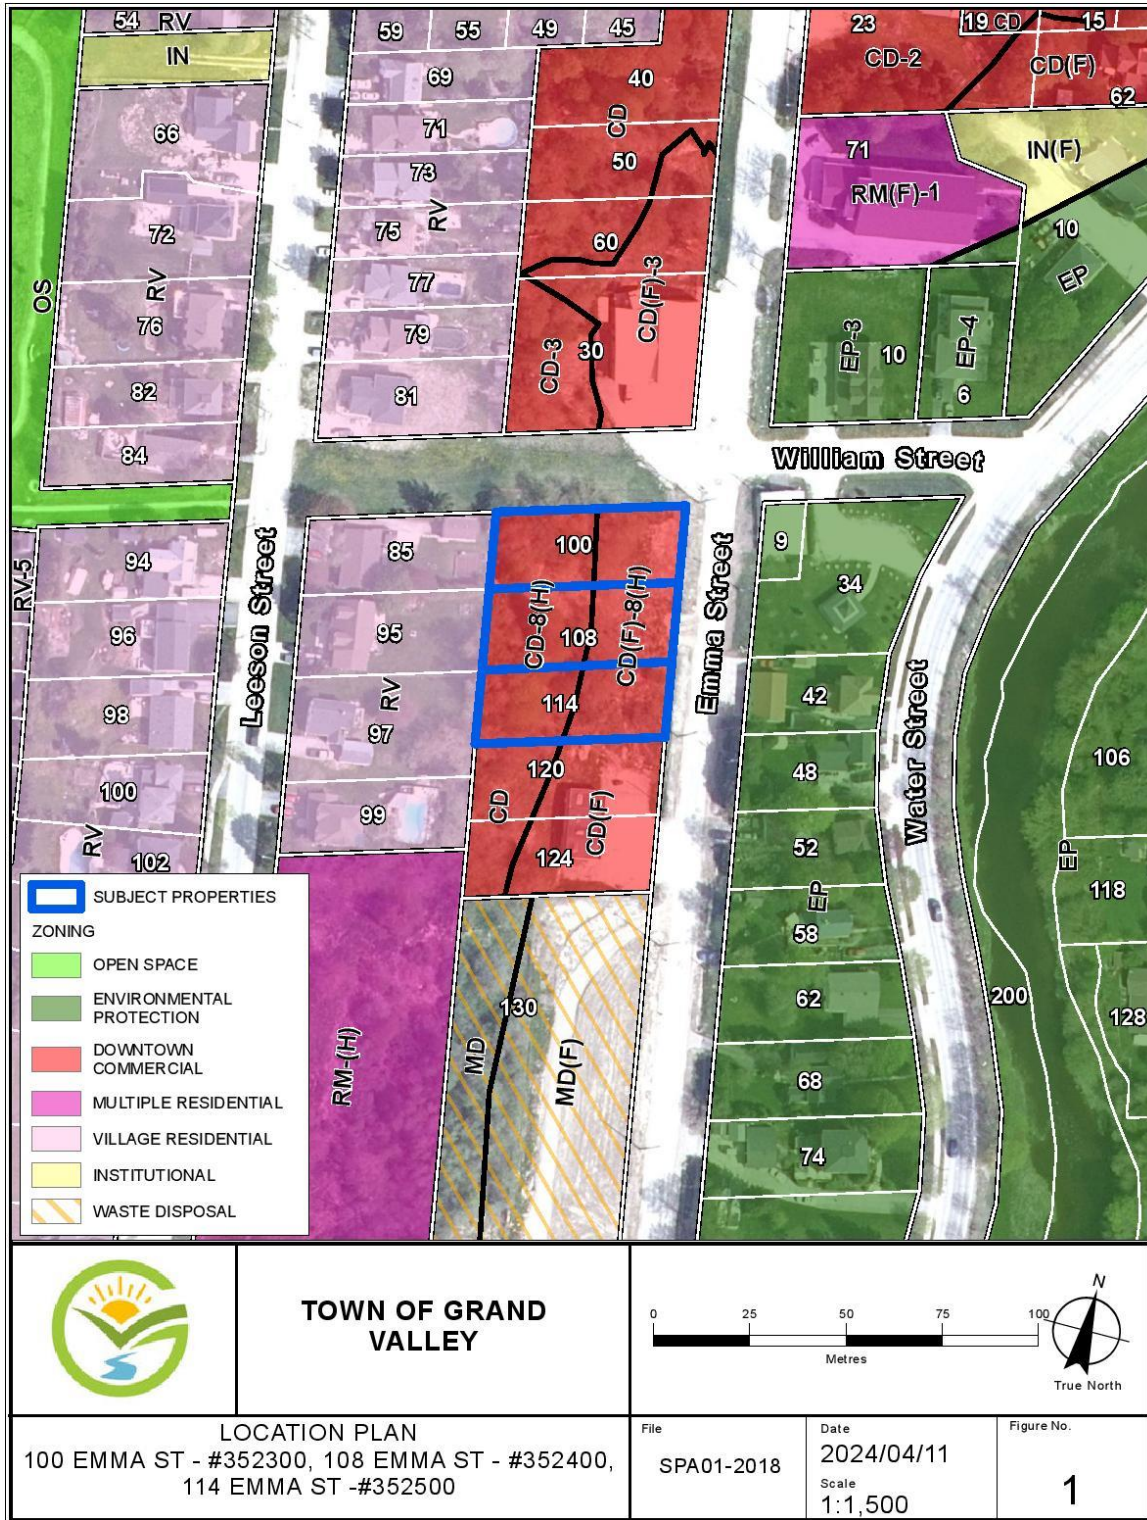 54 RV
IN
59
55
49
45
23
19 CD
15
CD-2
CD(F)
62
69
40
CD
66
71
73
50
71
RM(F)-1
IN(F)
10
72
RV
75
RV
60
CD(F)-3
OS
77
EP
76
79
CD-3
30
EP-3
10
EP-4
6
82
81
84
William Street
RV-5
94
Leeson Street
85
100
CD-8(H)
CD(F)-8(H)
Emma Street
9
34
96
95
108
98
RV
97
114
42
Water Street
106
100
RV
99
120
CD
CD(F)
48
102
124
52
EP
EP
118
58
130
62
200
128
RM-(H)
MD
MD(F)
68
74
SUBJECT PROPERTIES
ZONING
OPEN SPACE
ENVIRONMENTAL
PROTECTION
DOWNTOWN
COMMERCIAL
MULTIPLE RESIDENTIAL
VILLAGE RESIDENTIAL
INSTITUTIONAL
WASTE DISPOSAL
TOWN OF GRAND
VALLEY
0 25 50 75 100
Metres
N
True North
LOCATION PLAN
100 EMMA ST - #352300, 108 EMMA ST - #352400,
114 EMMA ST -#352500
File
SPA01-2018
Date
2024/04/11
Scale
1:1,500
Figure No.
1